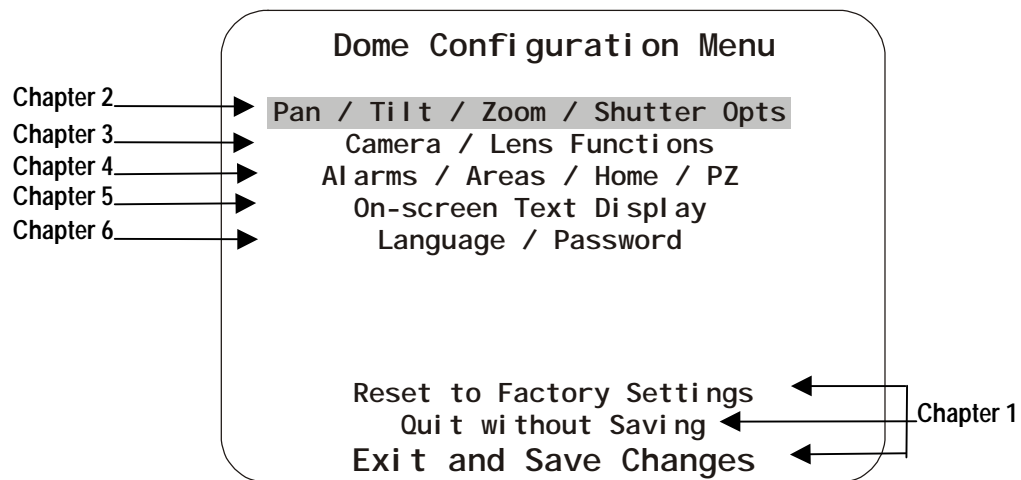 Dome Configuration Menu
Chapter 2
Pan / Tilt / Zoom / Shutter Opts
Chapter 3
Camera / Lens Functions
Chapter 4
Alarms / Areas / Home / PZ
Chapter 5
On-screen Text Display
Chapter 6
Language / Password
Reset to Factory Settings
Quit without Saving
Chapter 1
Exit and Save Changes